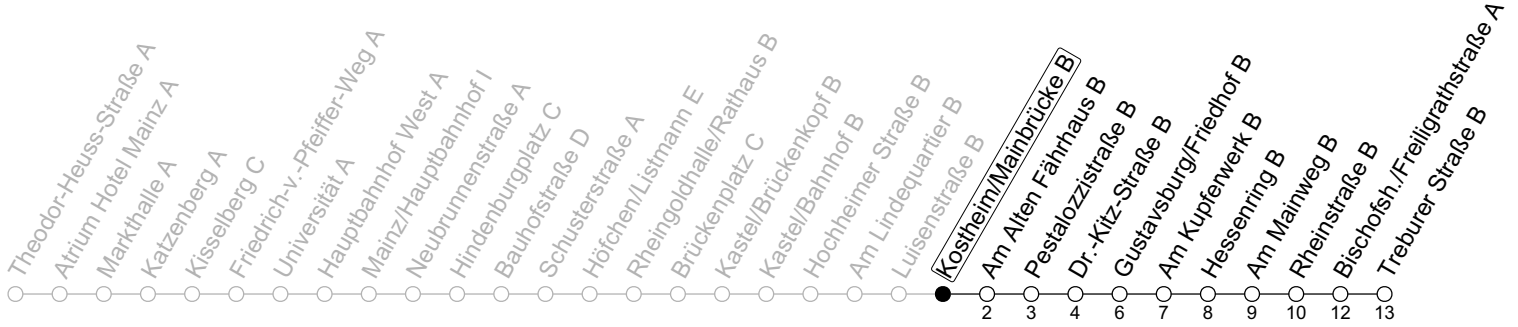 Theodor-Heuss-Straße A
Atrium Hotel Mainz A
Markthalle A
Katzenberg A
Kisselberg C
Friedrich-v.-Pfeiffer-Weg A
Universität A
Hauptbahnhof West A
Mainz/Hauptbahnhof I
Neubrunnenstraße A
Hindenburgplatz C
Bauhofstraße D
Schusterstraße A
Höfchen/Listmann E
Rheingoldhalle/Rathaus B
Brückenplatz C
Kastel/Brückenkopf B
Kastel/Bahnhof B
Hochheimer Straße B
Am Lindequartier B
Luisenstraße B
Kostheim/Mainbrücke B
Am Alten Fährhaus B
Pestalozzistraße B
Dr.-Kitz-Straße B
Gustavsburg/Friedhof B
Am Kupferwerk B
Hessenring B
Am Mainweg B
Rheinstraße B
Bischofsh./Freiligrathstraße A
Treburer Straße B
2 3 4 6 7 8 9 10 12 13